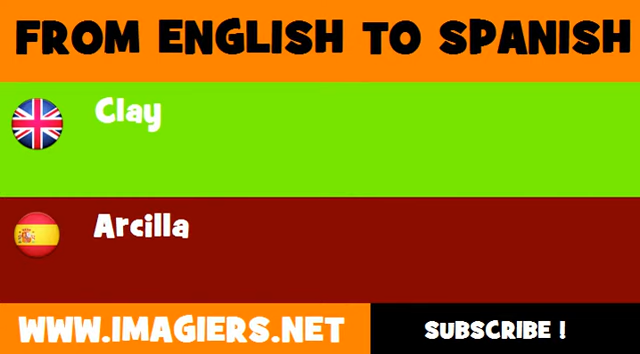 FROM ENGLISH TO SPANISH
Clay
Arcilla
WWW.IMAGIERS.NET
SUBSCRIBE !